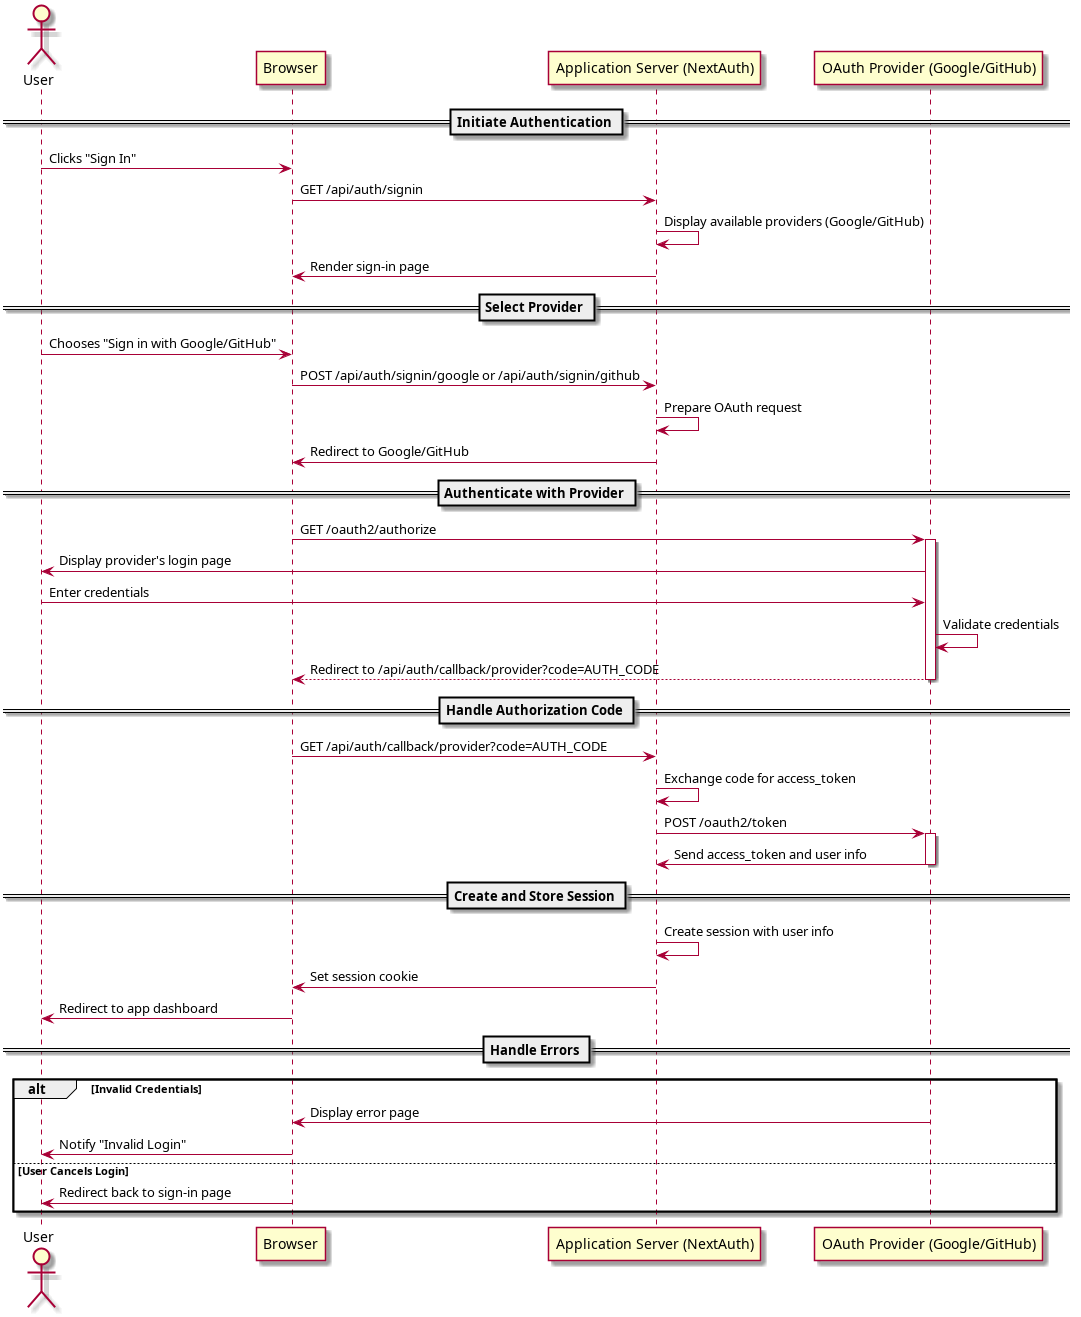 User
Browser
Application Server (NextAuth)
OAuth Provider (Google/GitHub)
Initiate Authentication
Clicks "Sign In"
GET /api/auth/signin
Display available providers (Google/GitHub)
Render sign-in page
Select Provider
Chooses "Sign in with Google/GitHub"
POST /api/auth/signin/google or /api/auth/signin/github
Prepare OAuth request
Redirect to Google/GitHub
Authenticate with Provider
GET /oauth2/authorize
Display provider's login page
Enter credentials
Validate credentials
Redirect to /api/auth/callback/provider?code=AUTH_CODE
Handle Authorization Code
GET /api/auth/callback/provider?code=AUTH_CODE
Exchange code for access_token
POST /oauth2/token
Send access_token and user info
Create and Store Session
Create session with user info
Set session cookie
Redirect to app dashboard
Handle Errors
alt [Invalid Credentials]
Display error page
Notify "Invalid Login"
[User Cancels Login]
Redirect back to sign-in page
User
Browser
Application Server (NextAuth)
OAuth Provider (Google/GitHub)